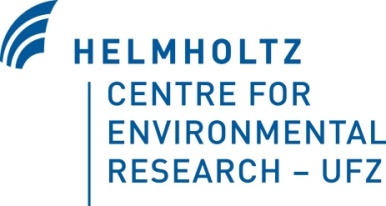 HELMHOLTZ
CENTRE FOR
ENVIRONMENTAL
RESEARCH – UFZ